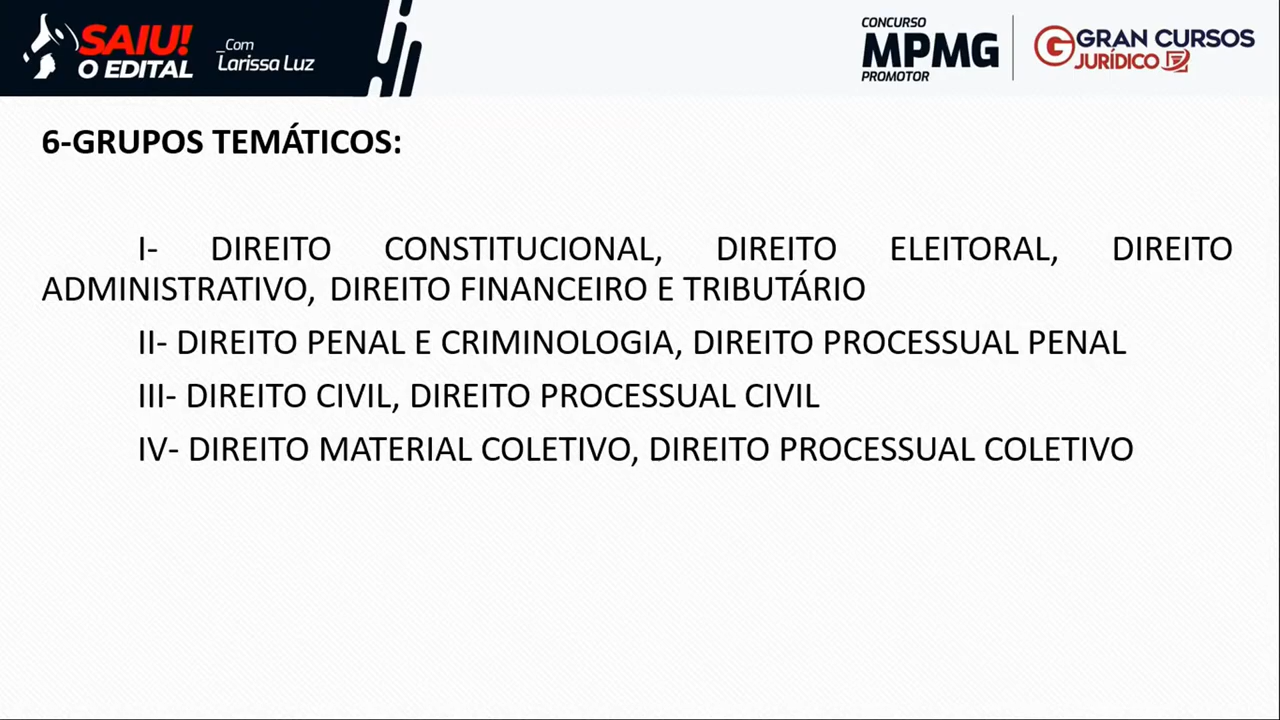 SAIU!
O EDITAL
_Com
Larissa Luz
CONCURSO
MPMG
PROMOTOR
GRAN CURSOS
JURÍDICO
6-GRUPOS TEMÁTICOS:
I- DIREITO CONSTITUCIONAL, DIREITO ELEITORAL, DIREITO
ADMINISTRATIVO, DIREITO FINANCEIRO E TRIBUTÁRIO
II- DIREITO PENAL E CRIMINOLOGIA, DIREITO PROCESSUAL PENAL
III- DIREITO CIVIL, DIREITO PROCESSUAL CIVIL
IV- DIREITO MATERIAL COLETIVO, DIREITO PROCESSUAL COLETIVO